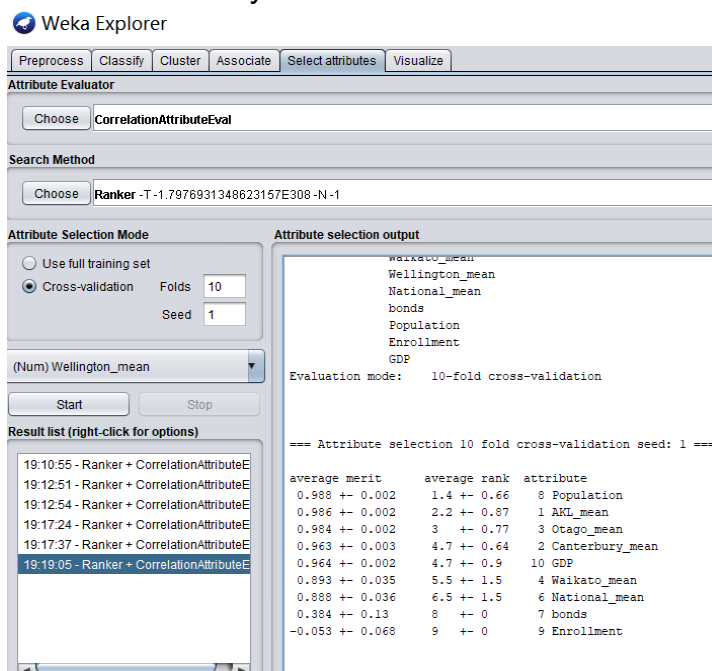 Weka Explorer
Preprocess Classify Cluster Associate Select attributes Visualize
Attribute Evaluator
Choose CorrelationAttributeEval
Search Method
Choose Ranker -T -1.7976931348623157E308 -N -1
Attribute Selection Mode
Use full training set
Cross-validation Folds 10
Seed 1
(Num) Wellington_mean
Start Stop
Result list (right-click for options)
19:10:55 - Ranker + CorrelationAttributeE
19:12:51 - Ranker + CorrelationAttributeE
19:12:54 - Ranker + CorrelationAttributeE
19:17:24 - Ranker + CorrelationAttributeE
19:17:37 - Ranker + CorrelationAttributeE
19:19:05 - Ranker + CorrelationAttributeE
Attribute selection output
Waikato_mean
Wellington_mean
National_mean
bonds
Population
Enrollment
GDP
Evaluation mode: 10-fold cross-validation
=== Attribute selection 10 fold cross-validation seed: 1 ===
average merit average rank attribute
0.988 +- 0.002 1.4 +- 0.66 8 Population
0.986 +- 0.002 2.2 +- 0.87 1 AKL_mean
0.984 +- 0.002 3 +- 0.77 3 Otago_mean
0.963 +- 0.003 4.7 +- 0.64 2 Canterbury_mean
0.964 +- 0.002 4.7 +- 0.9 10 GDP
0.893 +- 0.035 5.5 +- 1.5 4 Waikato_mean
0.888 +- 0.036 6.5 +- 1.5 6 National_mean
0.384 +- 0.13 8 +- 0 7 bonds
-0.053 +- 0.068 9 +- 0 9 Enrollment